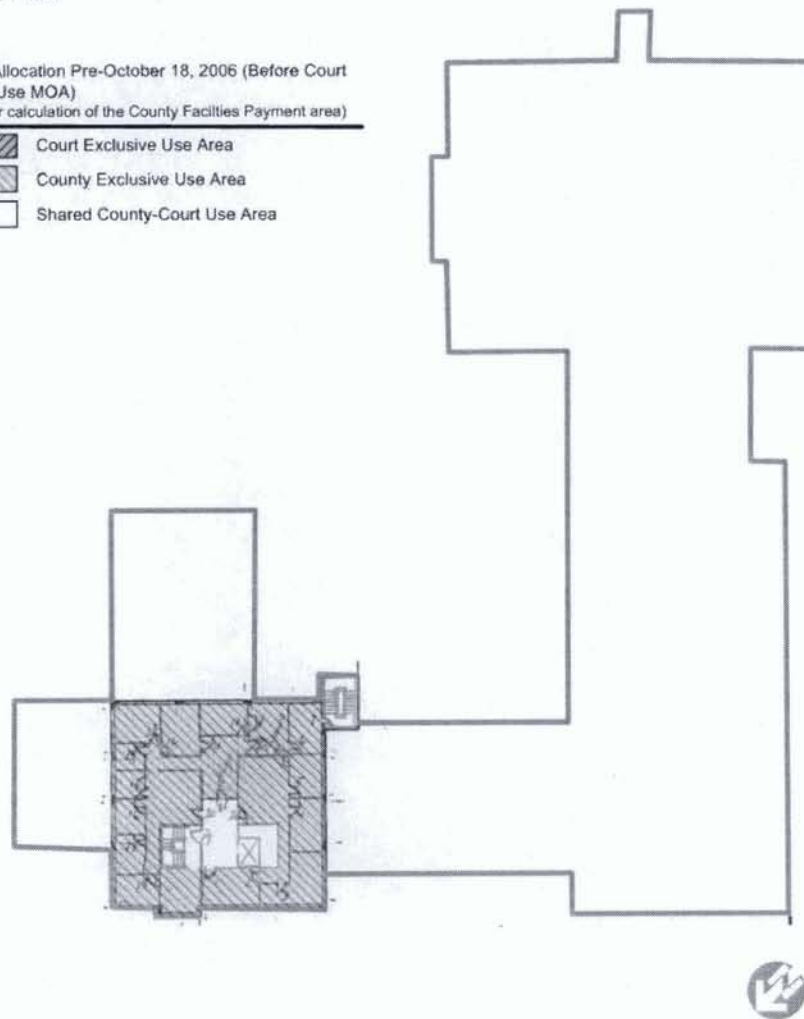 Allocation Pre-October 18, 2006 (Before Court
Use MOA)
r calculation of the County Facilties Payment area)
Court Exclusive Use Area
County Exclusive Use Area
Shared County-Court Use Area